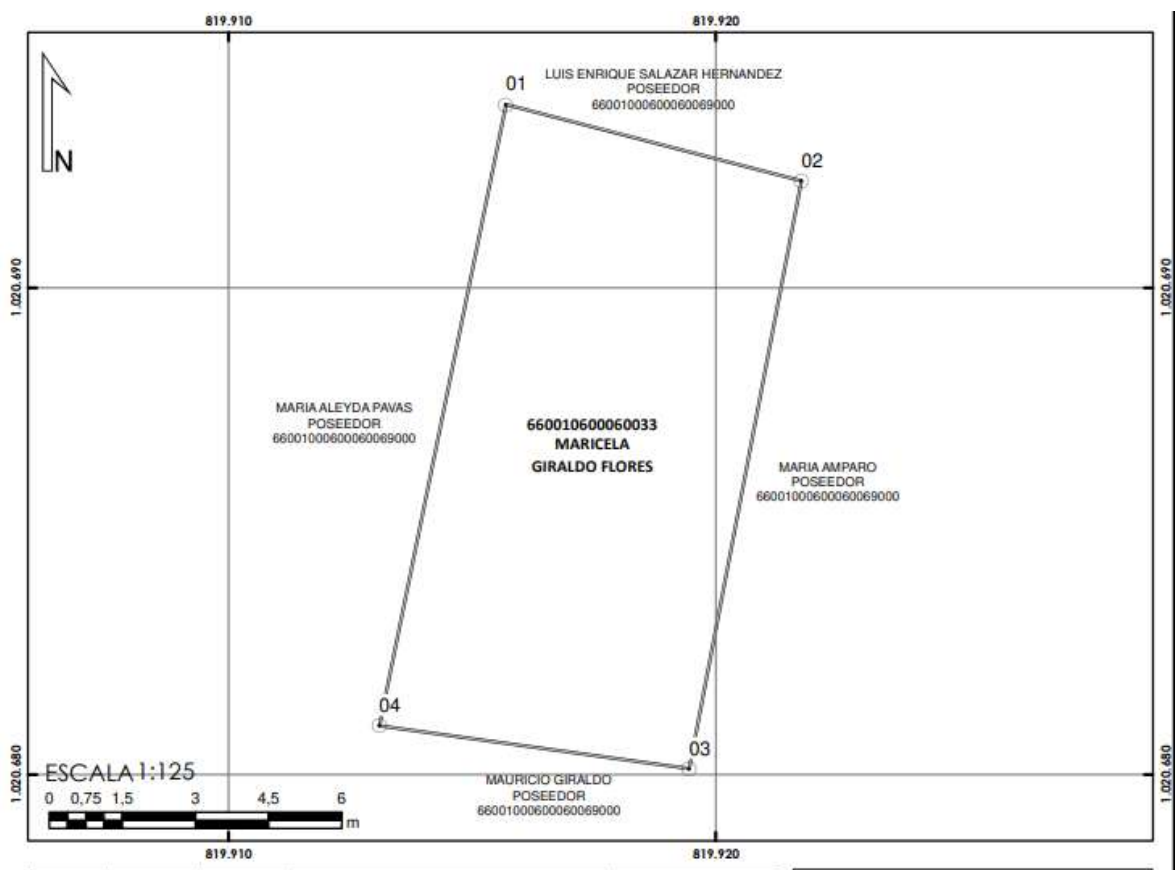 819.910
819.920
01
LUIS ENRIQUE SALAZAR HERNANDEZ
POSEEDOR
66001000600060069000
N
02
1.020.690
1.020.690
MARIA ALEYDA PAVAS
POSEEDOR
66001000600060069000
660010600060033
MARICELA
GIRALDO FLORES
MARIA AMPARO
POSEEDOR
66001000600060069000
04
03
1.020.680
1.020.680
ESCALA 1:125
0 0,75 1,5 3 4,5 6
m
MAURICIO GIRALDO
POSEEDOR
66001000600060069000
819.910
819.920